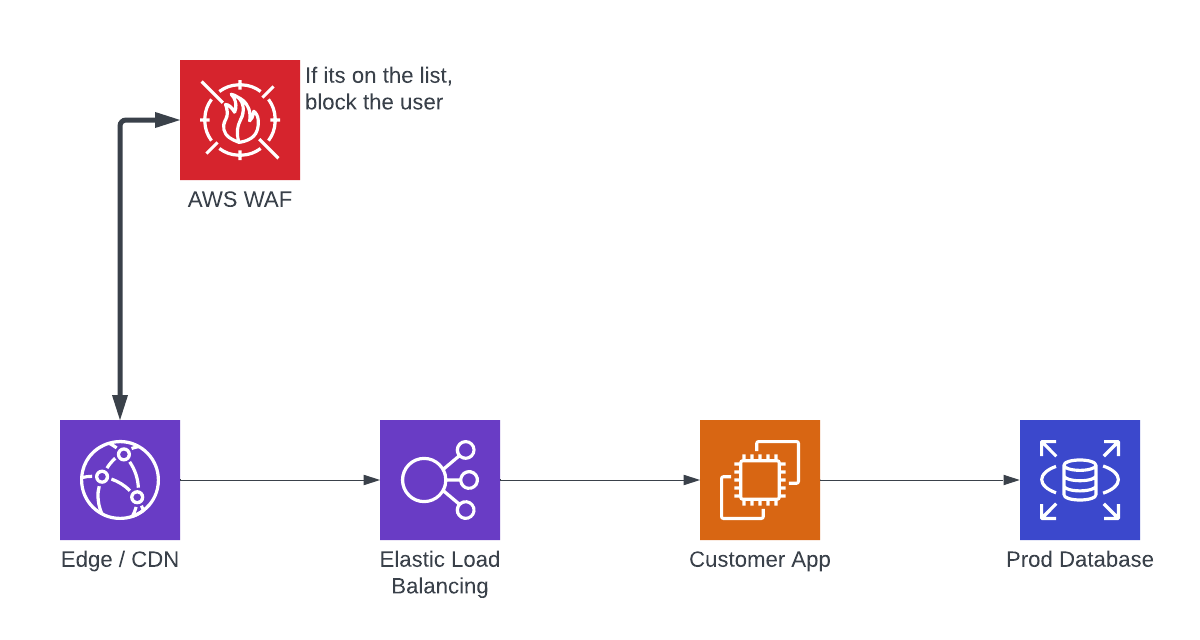 If its on the list,
block the user
AWS WAF
Edge / CDN
Elastic Load
Balancing
Customer App
Prod Database